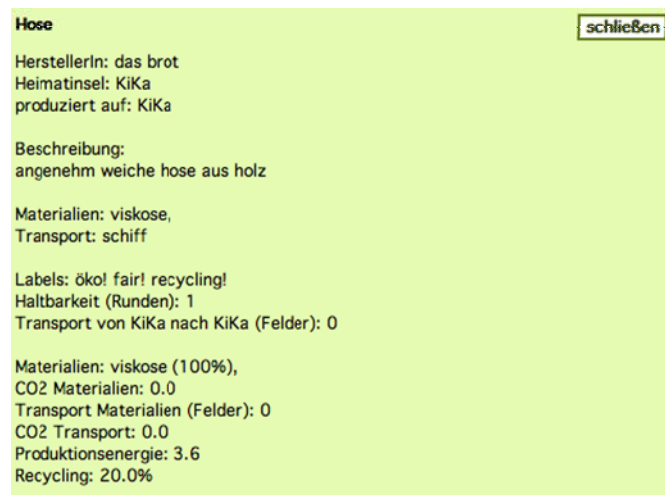 Hose
schließen
HerstellerIn: das brot
Heimatinsel: KiKa
produziert auf: KiKa
Beschreibung:
angenehm weiche hose aus holz
Materialien: viskose,
Transport: schiff
Labels: öko! fair! recycling!
Haltbarkeit (Runden): 1
Transport von KiKa nach KiKa (Felder): 0
Materialien: viskose (100%),
CO2 Materialien: 0.0
Transport Materialien (Felder): 0
CO2 Transport: 0.0
Produktionsenergie: 3.6
Recycling: 20.0%